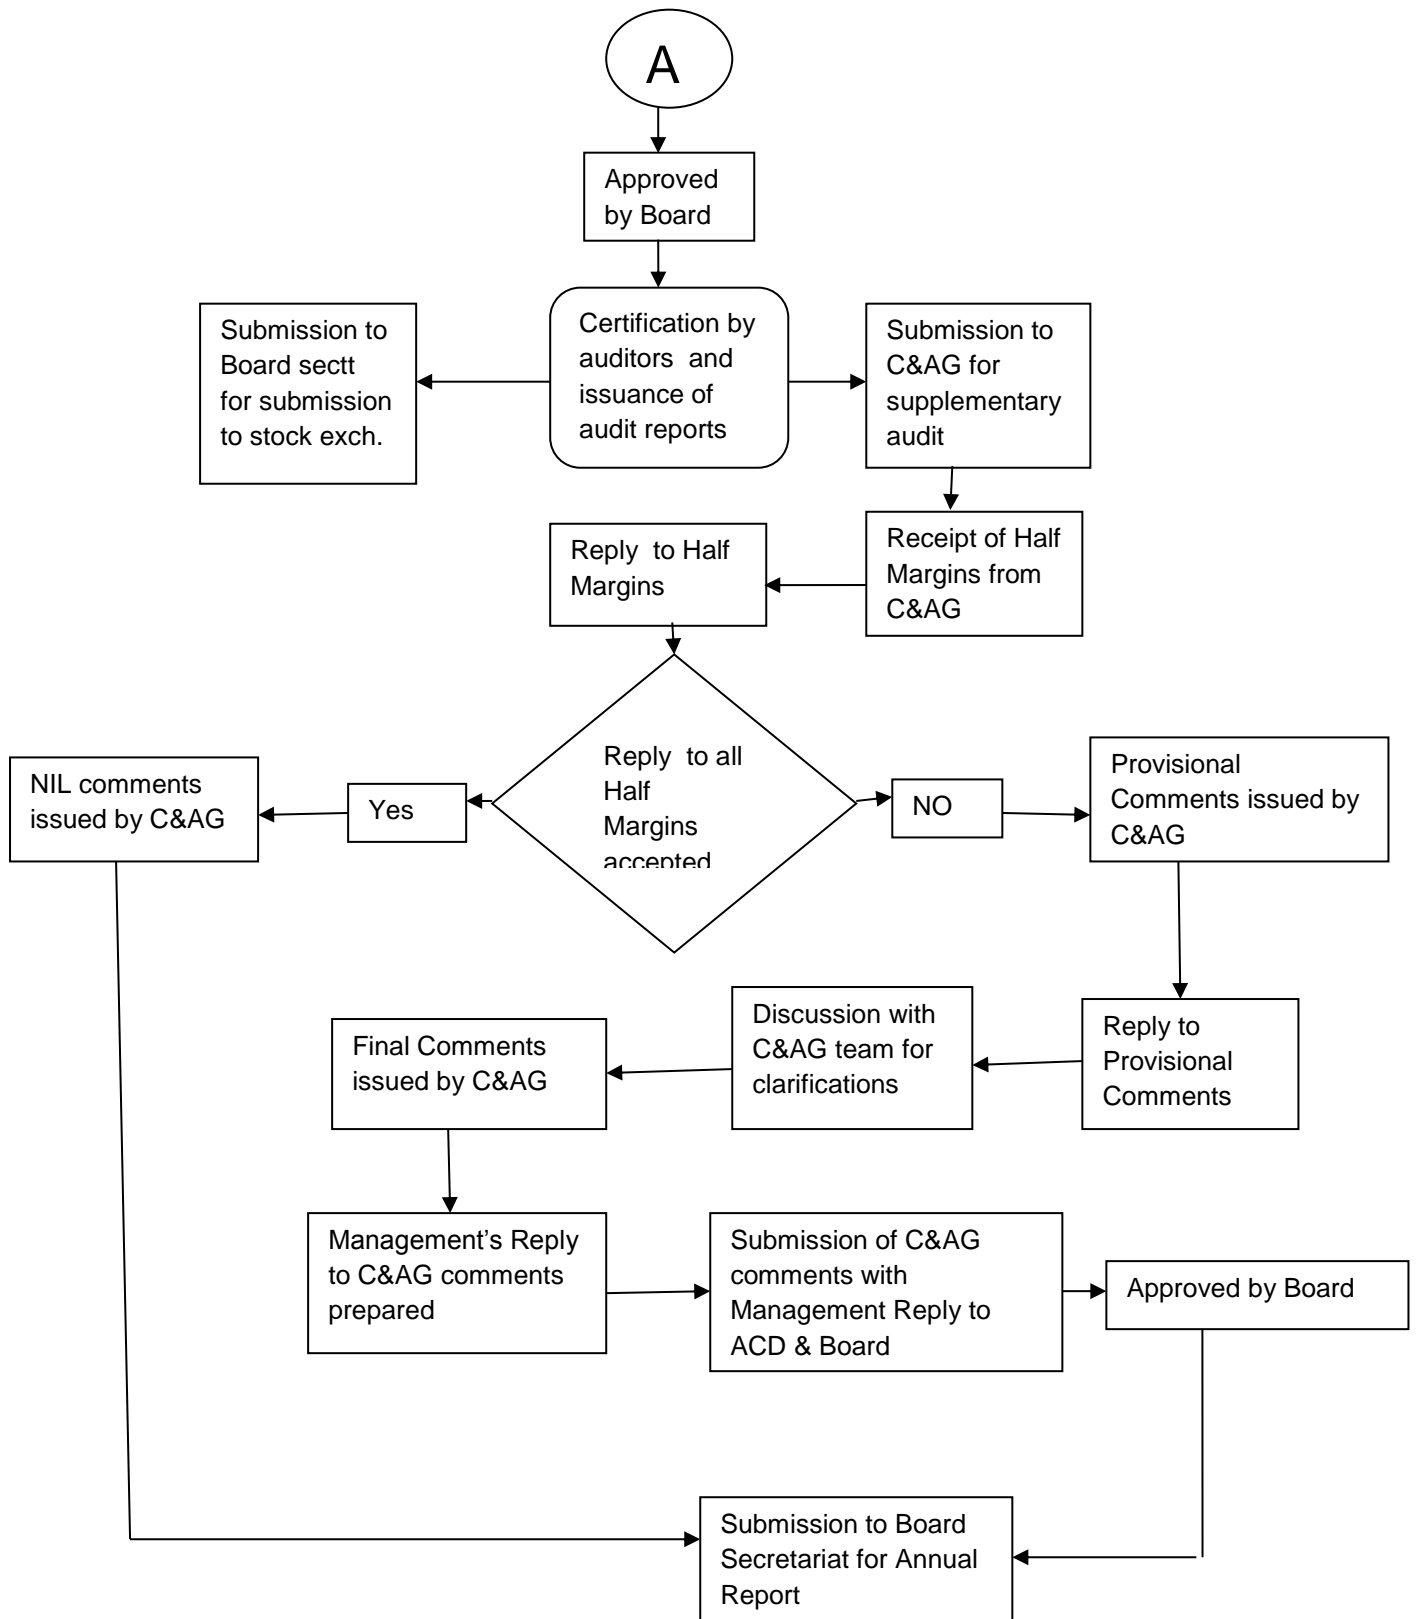 A
Approved
by Board
Submission to
Board sectt
for submission
to stock exch.
Certification by
auditors and
issuance of
audit reports
Submission to
C&AG for
supplementary
audit
Reply to Half
Margins
Receipt of Half
Margins from
C&AG
Reply to all
Half
Margins
accepted
NIL comments
issued by C&AG
Yes
NO
Provisional
Comments issued by
C&AG
Final Comments
issued by C&AG
Discussion with
C&AG team for
clarifications
Reply to
Provisional
Comments
Management’s Reply
to C&AG comments
prepared
Submission of C&AG
comments with
Management Reply to
ACD & Board
Approved by Board
Submission to Board
Secretariat for Annual
Report